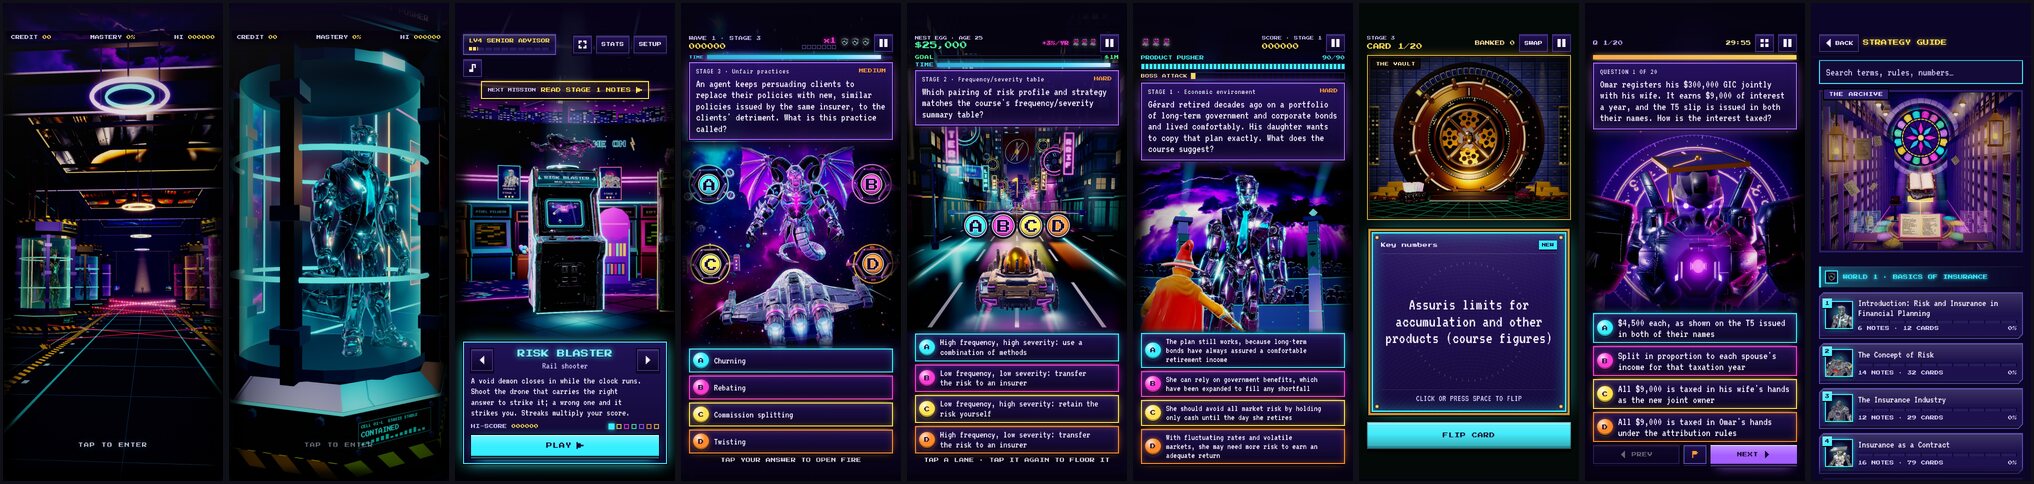 CREDIT 00
MASTERY 0%
HI 000000
TAP TO ENTER
CREDIT 00
MASTERY 0%
HI 000000
CONTAINED
TAP TO ENTER
LV4 SENIOR ADVISOR
STATS
SETUP
NEXT MISSION READ STAGE 1 NOTES
RISK BLASTER
RISK BLASTER
Rail shooter
A void demon closes in while the clock runs.
Shoot the drone that carries the right
answer to strike it; a wrong one and it
strikes you. Streaks multiply your score.
HI-SCORE 000000
PLAY
WAVE 1 · STAGE 3
000000
x1
TIME
STAGE 3 · Unfair practices
MEDIUM
An agent keeps persuading clients to
replace their policies with new, similar
policies issued by the same insurer, to the
clients' detriment. What is this practice
called?
A
B
C
D
A Churning
B Rebating
C Commission splitting
D Twisting
TAP YOUR ANSWER TO OPEN FIRE
NEST EGG · AGE 25
$25,000
+3%/YR
GOAL
$1M
TIME
STAGE 2 · Frequency/severity table
HARD
Which pairing of risk profile and strategy
matches the course's frequency/severity
summary table?
A B C D
A High frequency, high severity: use a
combination of methods
B Low frequency, low severity: transfer
the risk to an insurer
C Low frequency, high severity: retain the
risk yourself
D High frequency, low severity: transfer
the risk to an insurer
TAP A LANE · TAP IT AGAIN TO FLOOR IT
SCORE · STAGE 1
000000
PRODUCT PUSHER
90/90
BOSS ATTACK
STAGE 1 · Economic environment
HARD
Gérard retired decades ago on a portfolio
of long-term government and corporate bonds
and lived comfortably. His daughter wants
to copy that plan exactly. What does the
course suggest?
A The plan still works, because long-term
bonds have always assured a comfortable
retirement income
B She can rely on government benefits, which
have been expanded to fill any shortfall
C She should avoid all market risk by holding
only cash until the day she retires
D With fluctuating rates and volatile
markets, she may need more risk to earn an
adequate return
STAGE 3
CARD 1/20
BANKED 0
SWAP
THE VAULT
Key numbers
NEW
Assuris limits for
accumulation and other
products (course figures)
CLICK OR PRESS SPACE TO FLIP
FLIP CARD
Q 1/20
29:55
QUESTION 1 OF 20
Omar registers his $300,000 GIC jointly
with his wife. It earns $9,000 of interest
a year, and the T5 slip is issued in both
their names. How is the interest taxed?
A $4,500 each, as shown on the T5 issued
in both of their names
B Split in proportion to each spouse's
income for that taxation year
C All $9,000 is taxed in his wife's hands
as the new joint owner
D All $9,000 is taxed in Omar's hands
under the attribution rules
PREV
NEXT
BACK
STRATEGY GUIDE
Search terms, rules, numbers…
THE ARCHIVE
WORLD 1 · BASICS OF INSURANCE
1
Introduction: Risk and Insurance in
Financial Planning
6 NOTES · 12 CARDS
0%
2
The Concept of Risk
14 NOTES · 32 CARDS
0%
3
The Insurance Industry
12 NOTES · 29 CARDS
0%
4
Insurance as a Contract
16 NOTES · 79 CARDS
0%